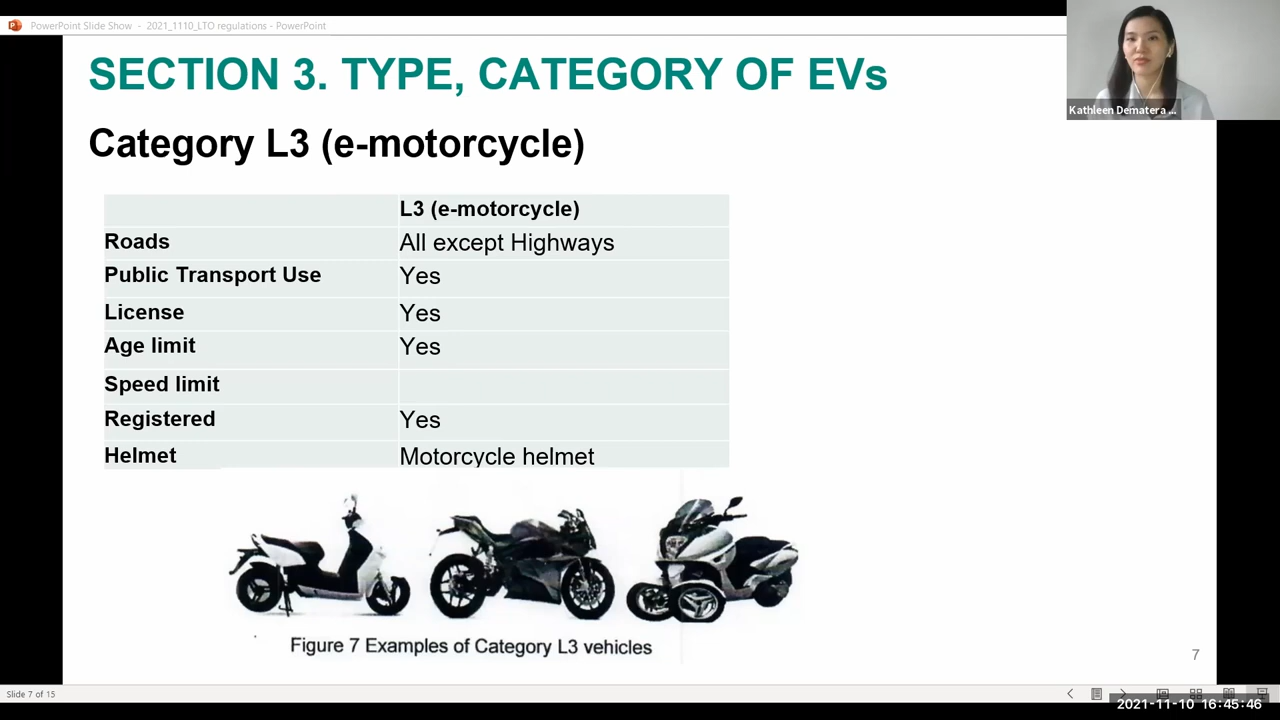 PowerPoint Slide Show - 2021_1110_LTO regulations - PowerPoint
SECTION 3. TYPE, CATEGORY OF EVs
Kathleen Dematera ...
Category L3 (e-motorcycle)
L3 (e-motorcycle)
Roads All except Highways
Public Transport Use Yes
License Yes
Age limit Yes
Speed limit
Registered Yes
Helmet Motorcycle helmet
Figure 7 Examples of Category L3 vehicles
7
Slide 7 of 15
2021-11-10 16:45:46